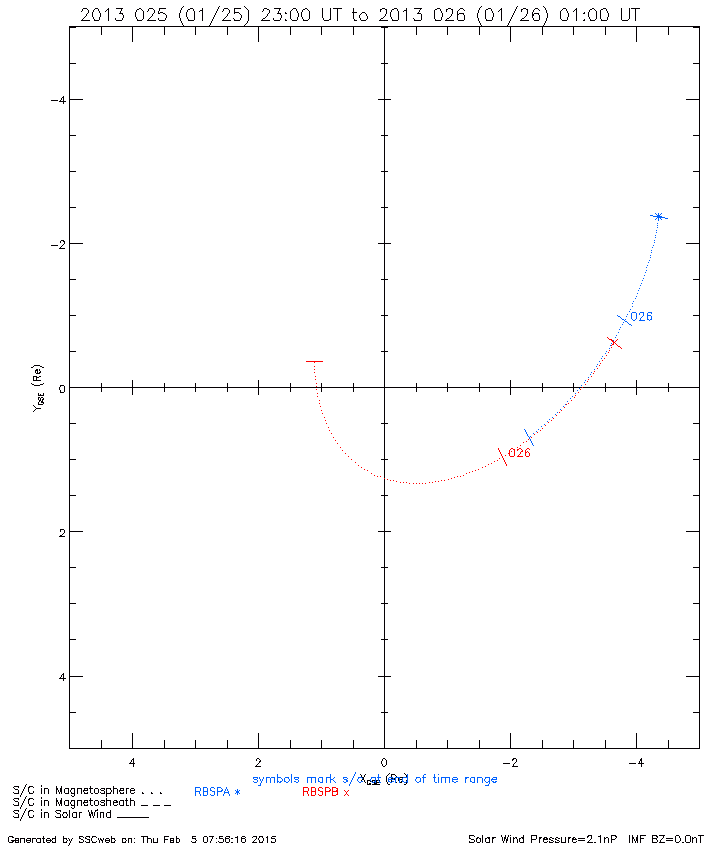 2013 025 (01/25) 23:00 UT to 2013 026 (01/26) 01:00 UT
-4
-2
026
0
Y_GSE (Re)
026
2
4
4 2 0 -2 -4
X_GSE (Re)
symbols mark s/c at end of time range
S/C in Magnetosphere . . . RBSPA * RBSPB x
S/C in Magnetosheath _ _ _
S/C in Solar Wind ____
Generated by SSCweb on: Thu Feb 5 07:56:16 2015 Solar Wind Pressure=2.1nP IMF BZ=0.0nT